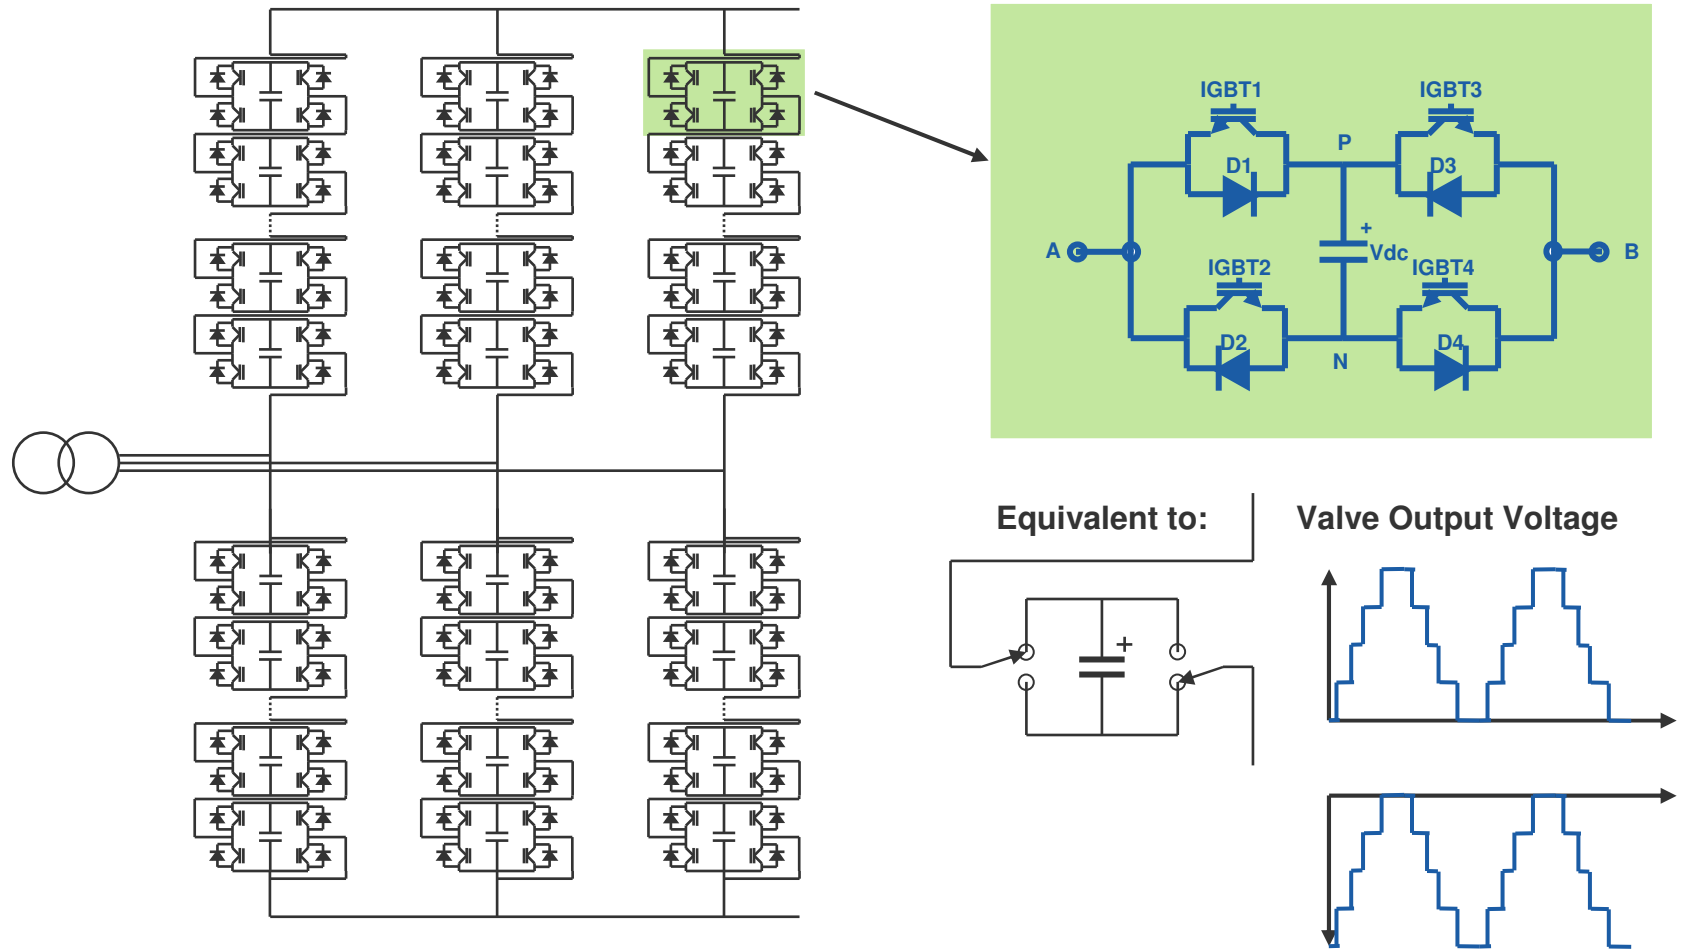 IGBT1
IGBT3
P
D1
D3
+
A
Vdc
B
IGBT2
IGBT4
D2
D4
N
Equivalent to:
Valve Output Voltage
+